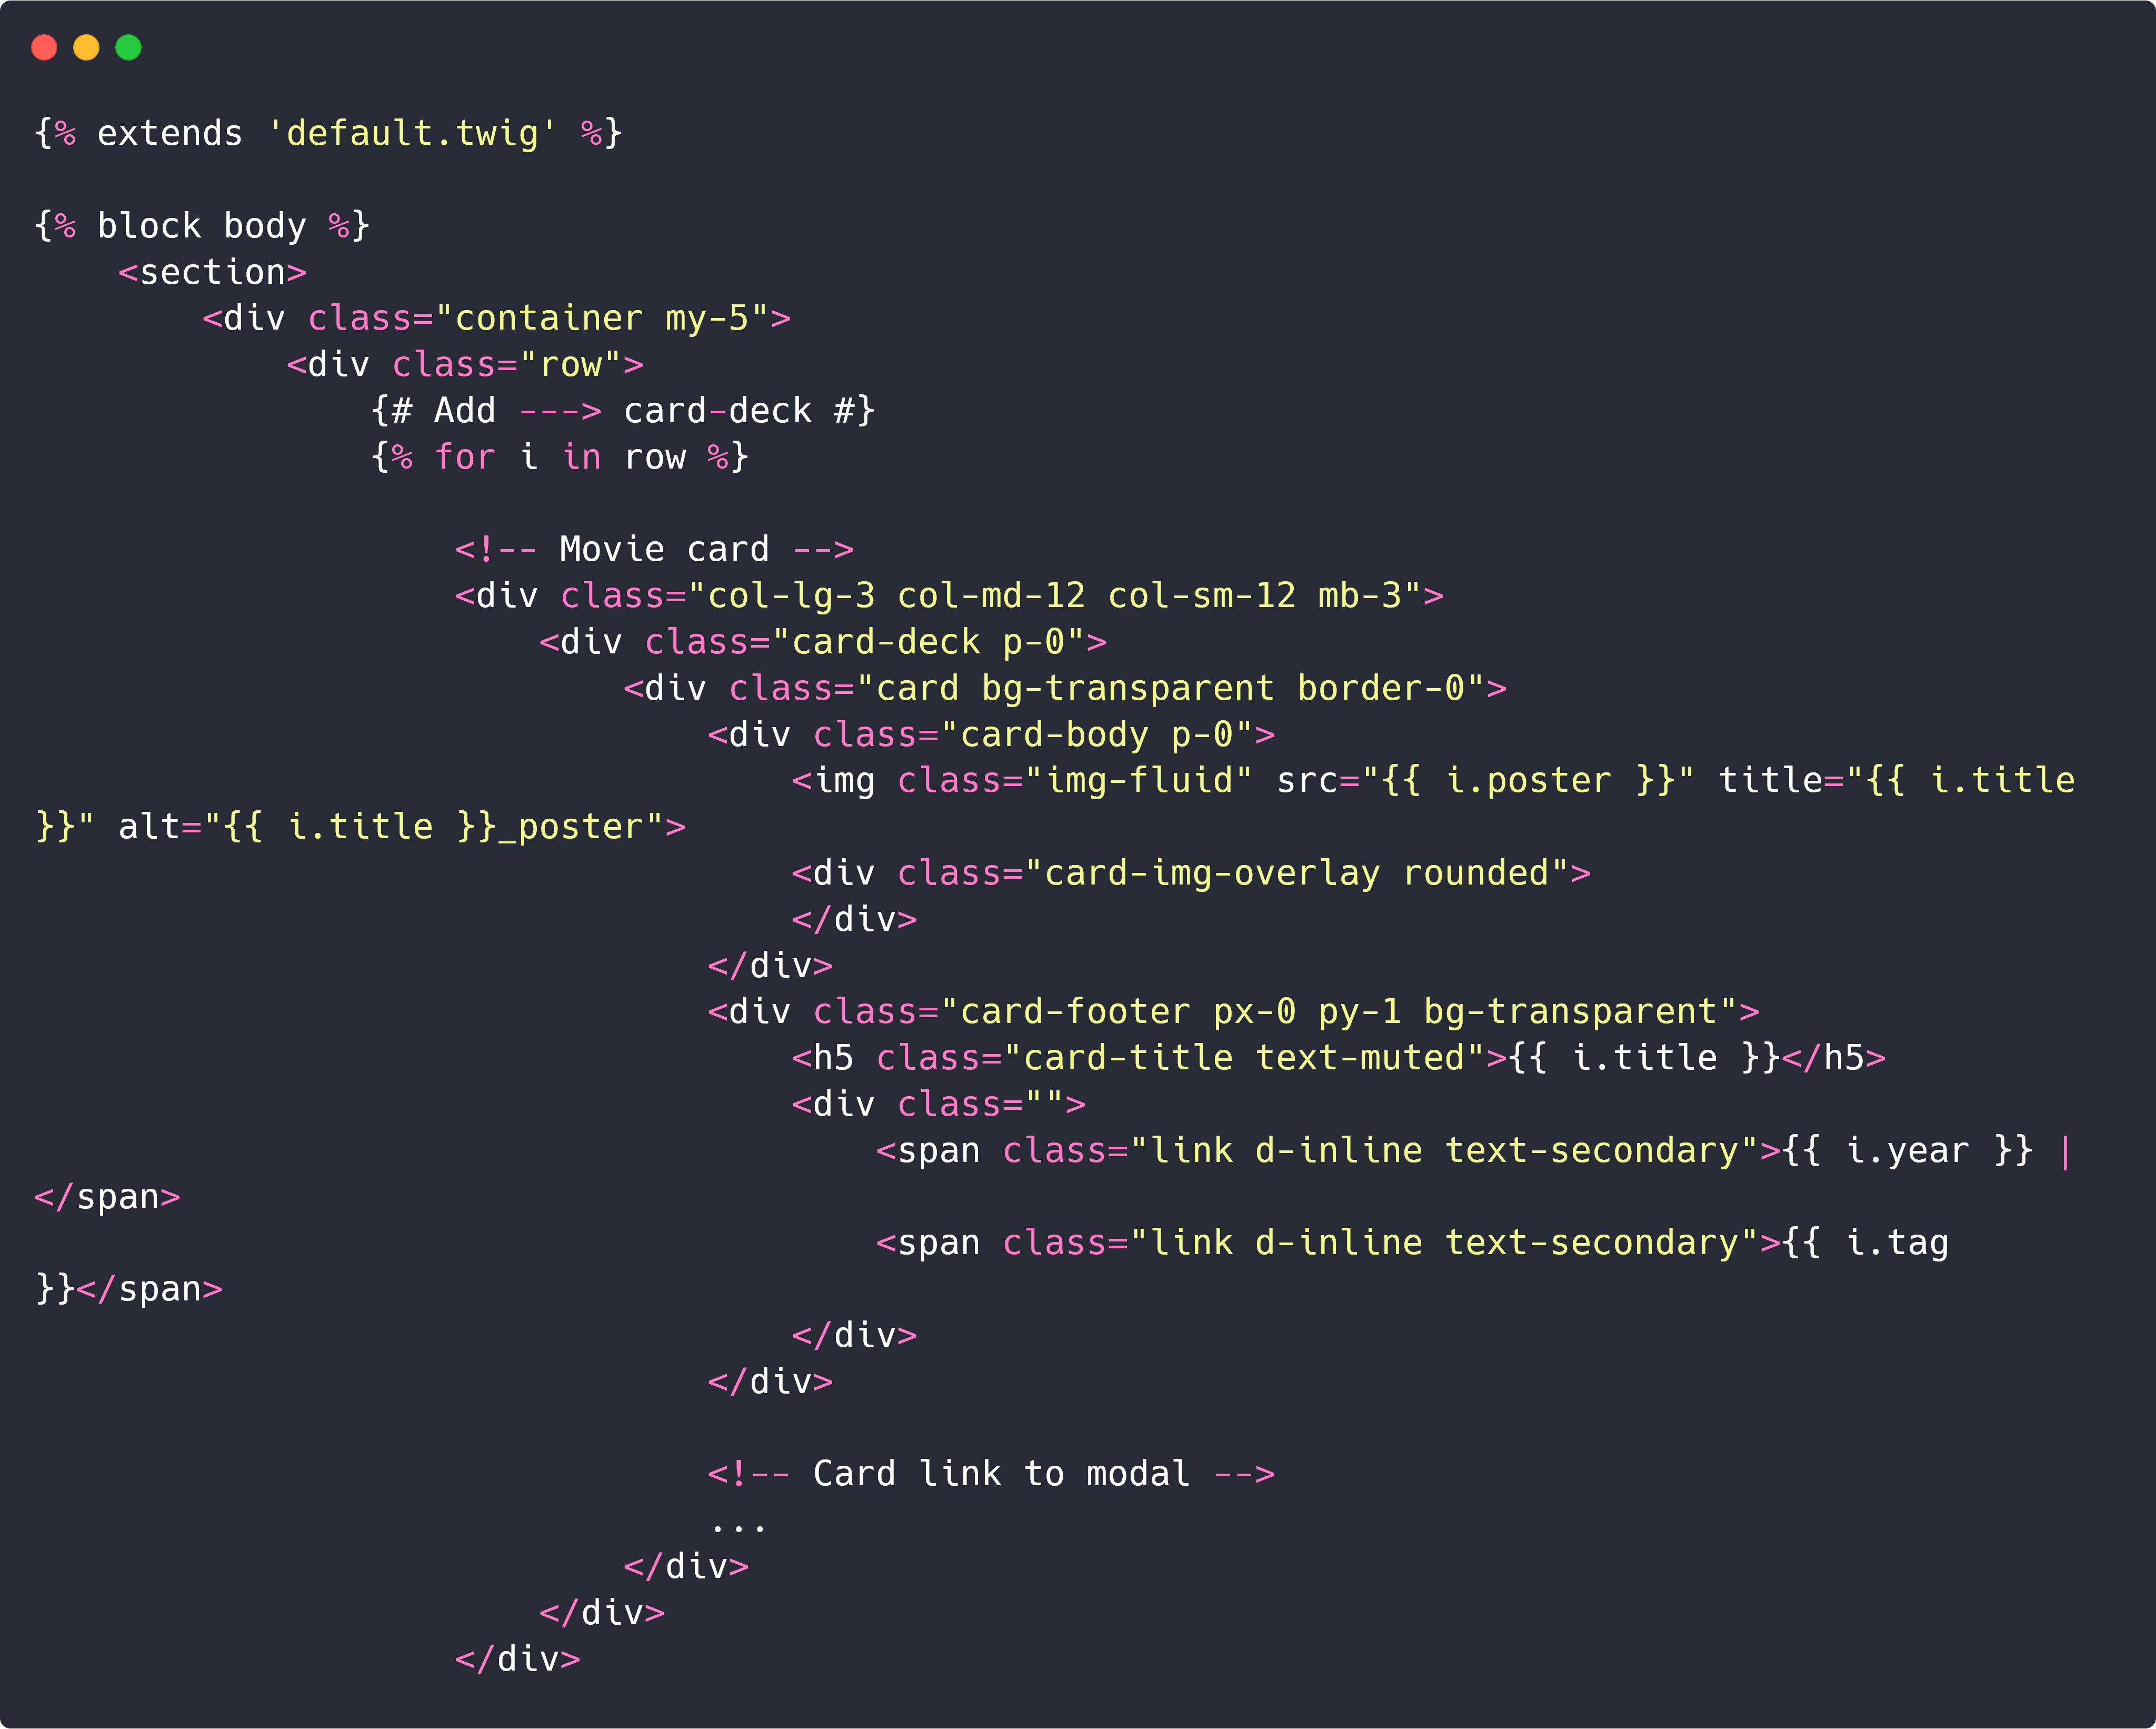 {% extends 'default.twig' %}

{% block body %}
    <section>
        <div class="container my-5">
            <div class="row">
                {# Add ---> card-deck #}
                {% for i in row %}

                    <!-- Movie card -->
                    <div class="col-lg-3 col-md-12 col-sm-12 mb-3">
                        <div class="card-deck p-0">
                            <div class="card bg-transparent border-0">
                                <div class="card-body p-0">
                                    <img class="img-fluid" src="{{ i.poster }}" title="{{ i.title
}}" alt="{{ i.title }}_poster">
                                    <div class="card-img-overlay rounded">
                                    </div>
                                </div>
                                <div class="card-footer px-0 py-1 bg-transparent">
                                    <h5 class="card-title text-muted">{{ i.title }}</h5>
                                    <div class="">
                                        <span class="link d-inline text-secondary">{{ i.year }} |
</span>
                                        <span class="link d-inline text-secondary">{{ i.tag
}}</span>
                                    </div>
                                </div>

                                <!-- Card link to modal -->
                                ...
                            </div>
                        </div>
                    </div>